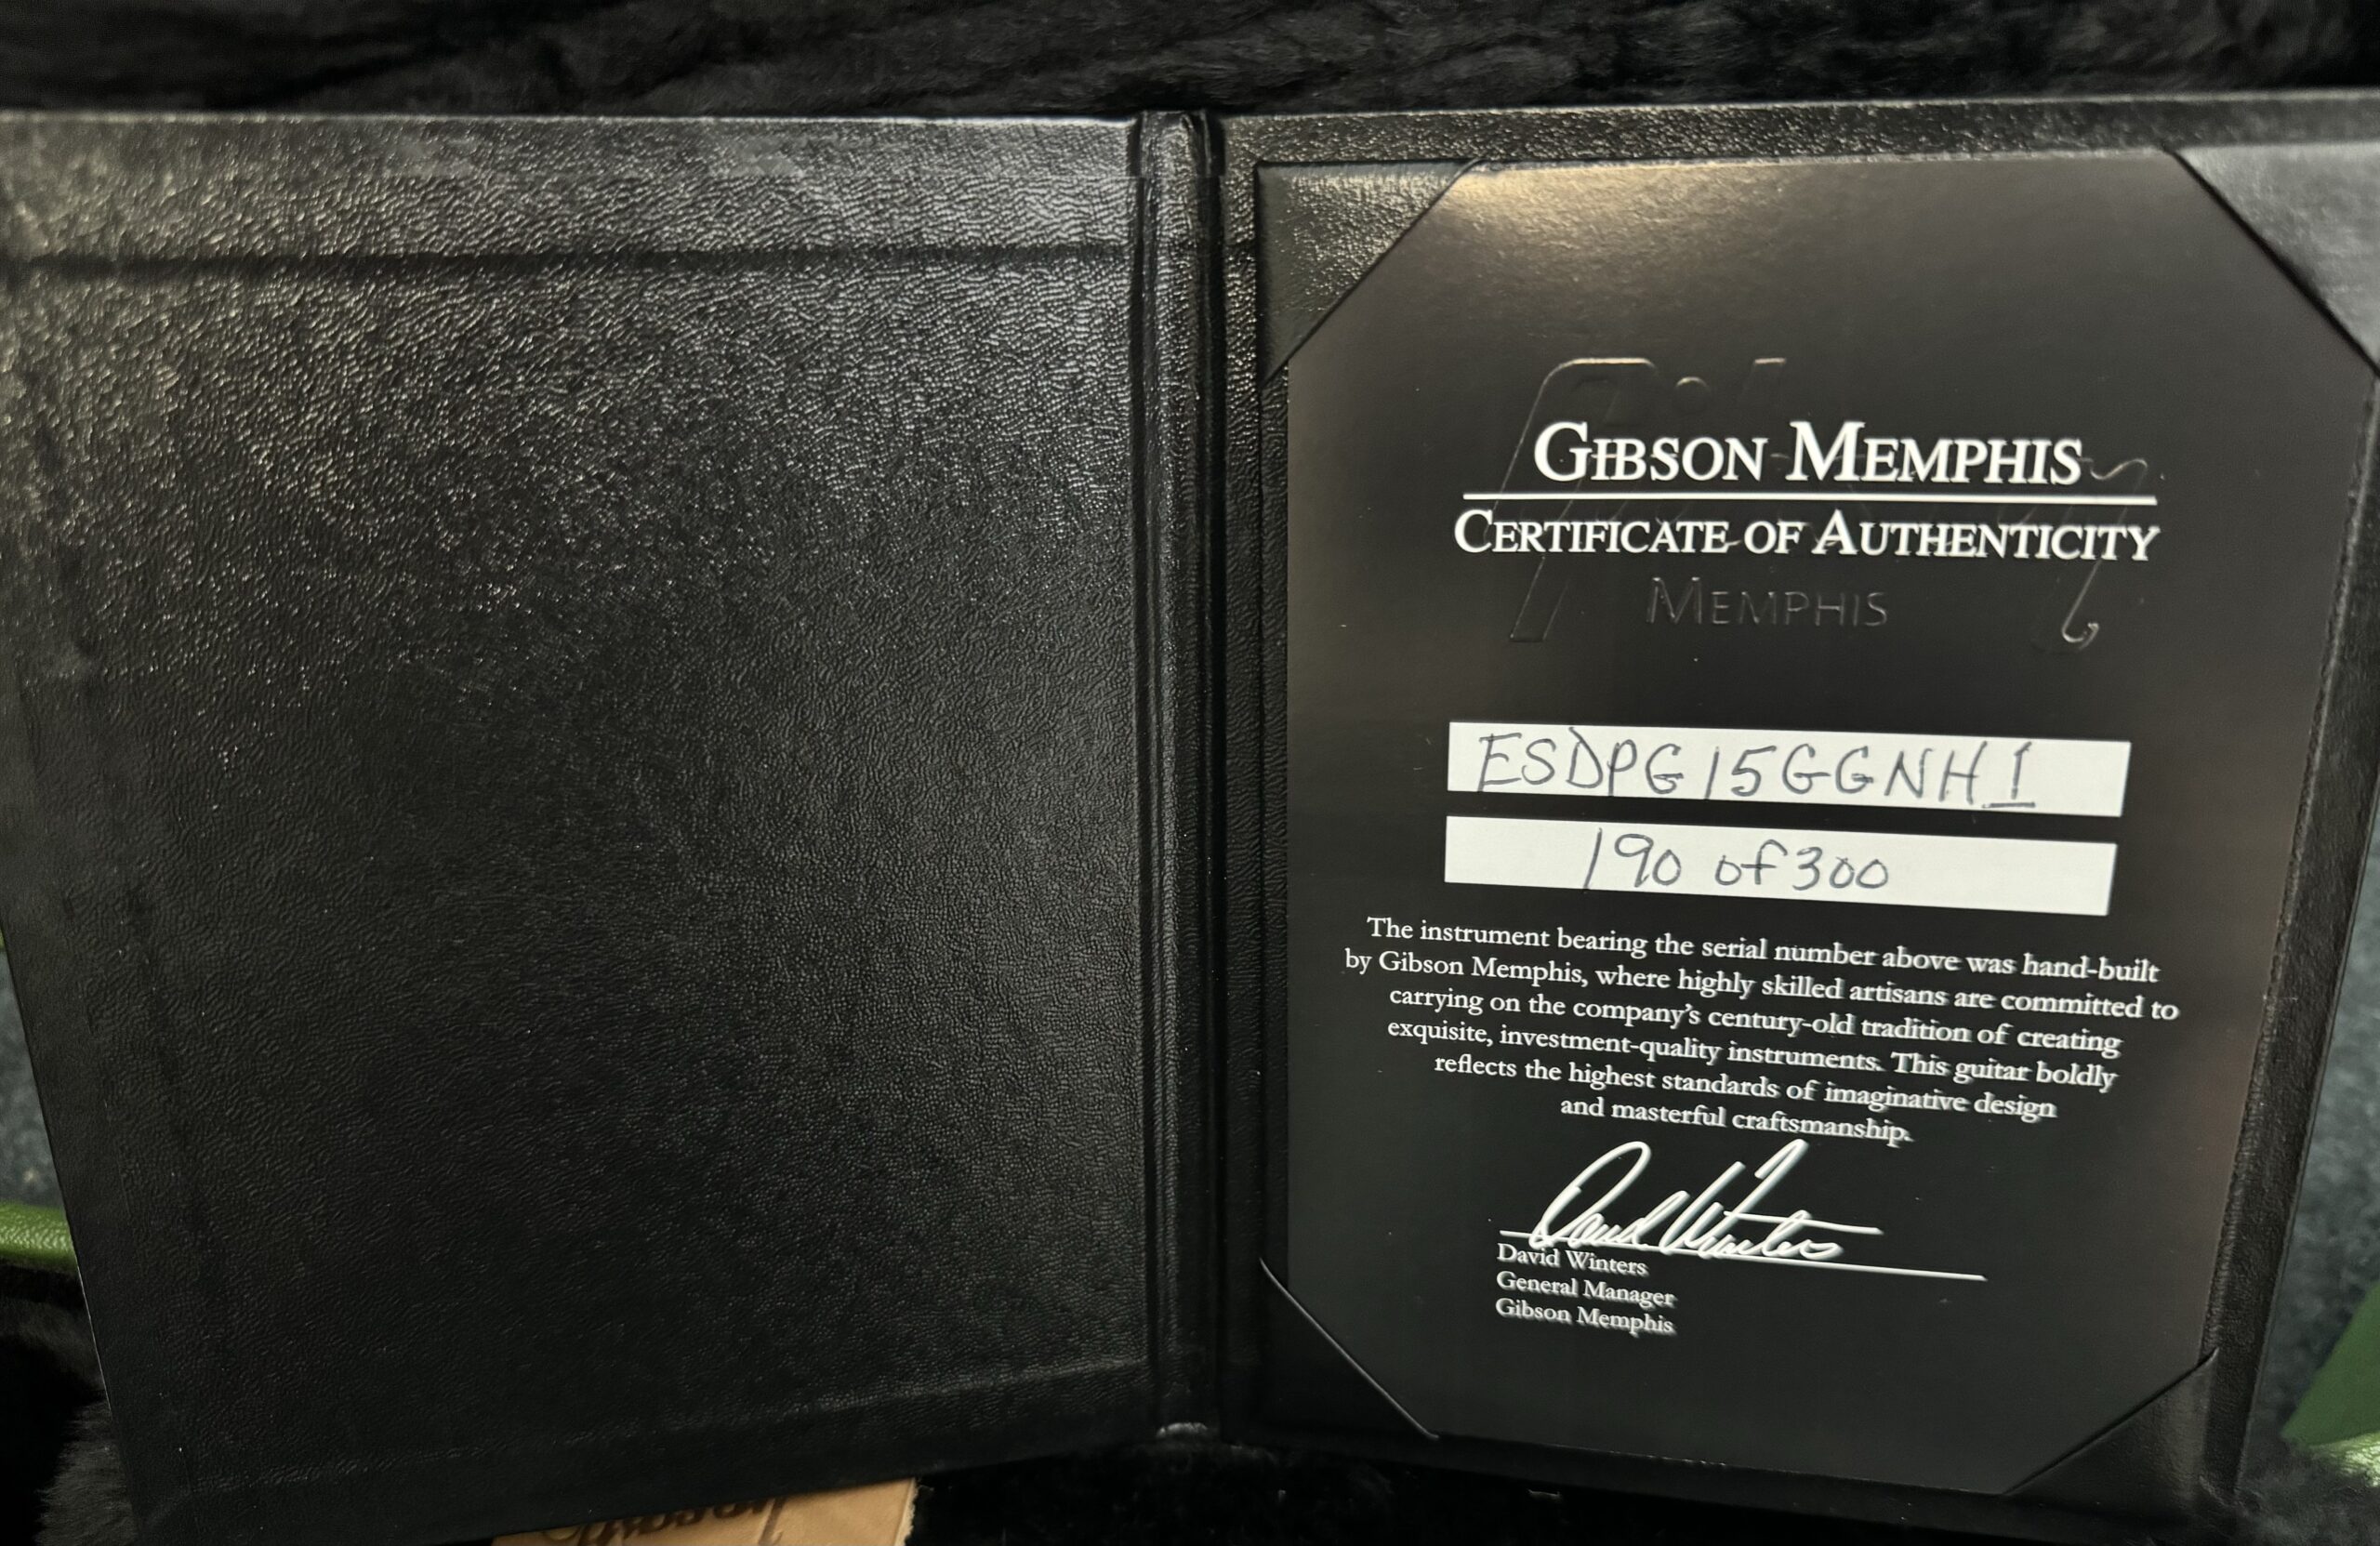 GIBSON MEMPHIS
CERTIFICATE OF AUTHENTICITY
MEMPHIS
ESDPG15GGNH1
190 of 300
The instrument bearing the serial number above was hand-built
by Gibson Memphis, where highly skilled artisans are committed to
carrying on the company's century-old tradition of creating
exquisite, investment-quality instruments. This guitar boldly
reflects the highest standards of imaginative design
and masterful craftsmanship.
David Winters
David Winters
General Manager
Gibson Memphis
Gibson